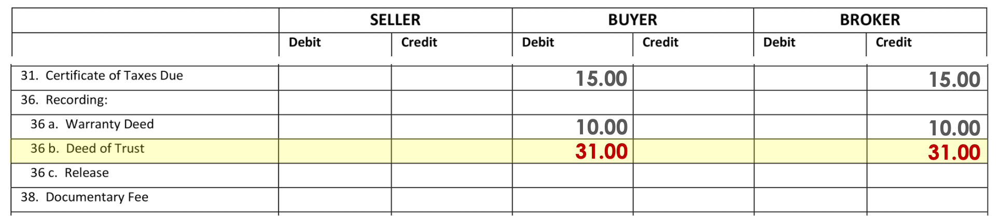 SELLER BUYER BROKER
Debit Credit Debit Credit Debit Credit
31. Certificate of Taxes Due 15.00 15.00
36. Recording:
36 a. Warranty Deed 10.00 10.00
36 b. Deed of Trust 31.00 31.00
36 c. Release
38. Documentary Fee